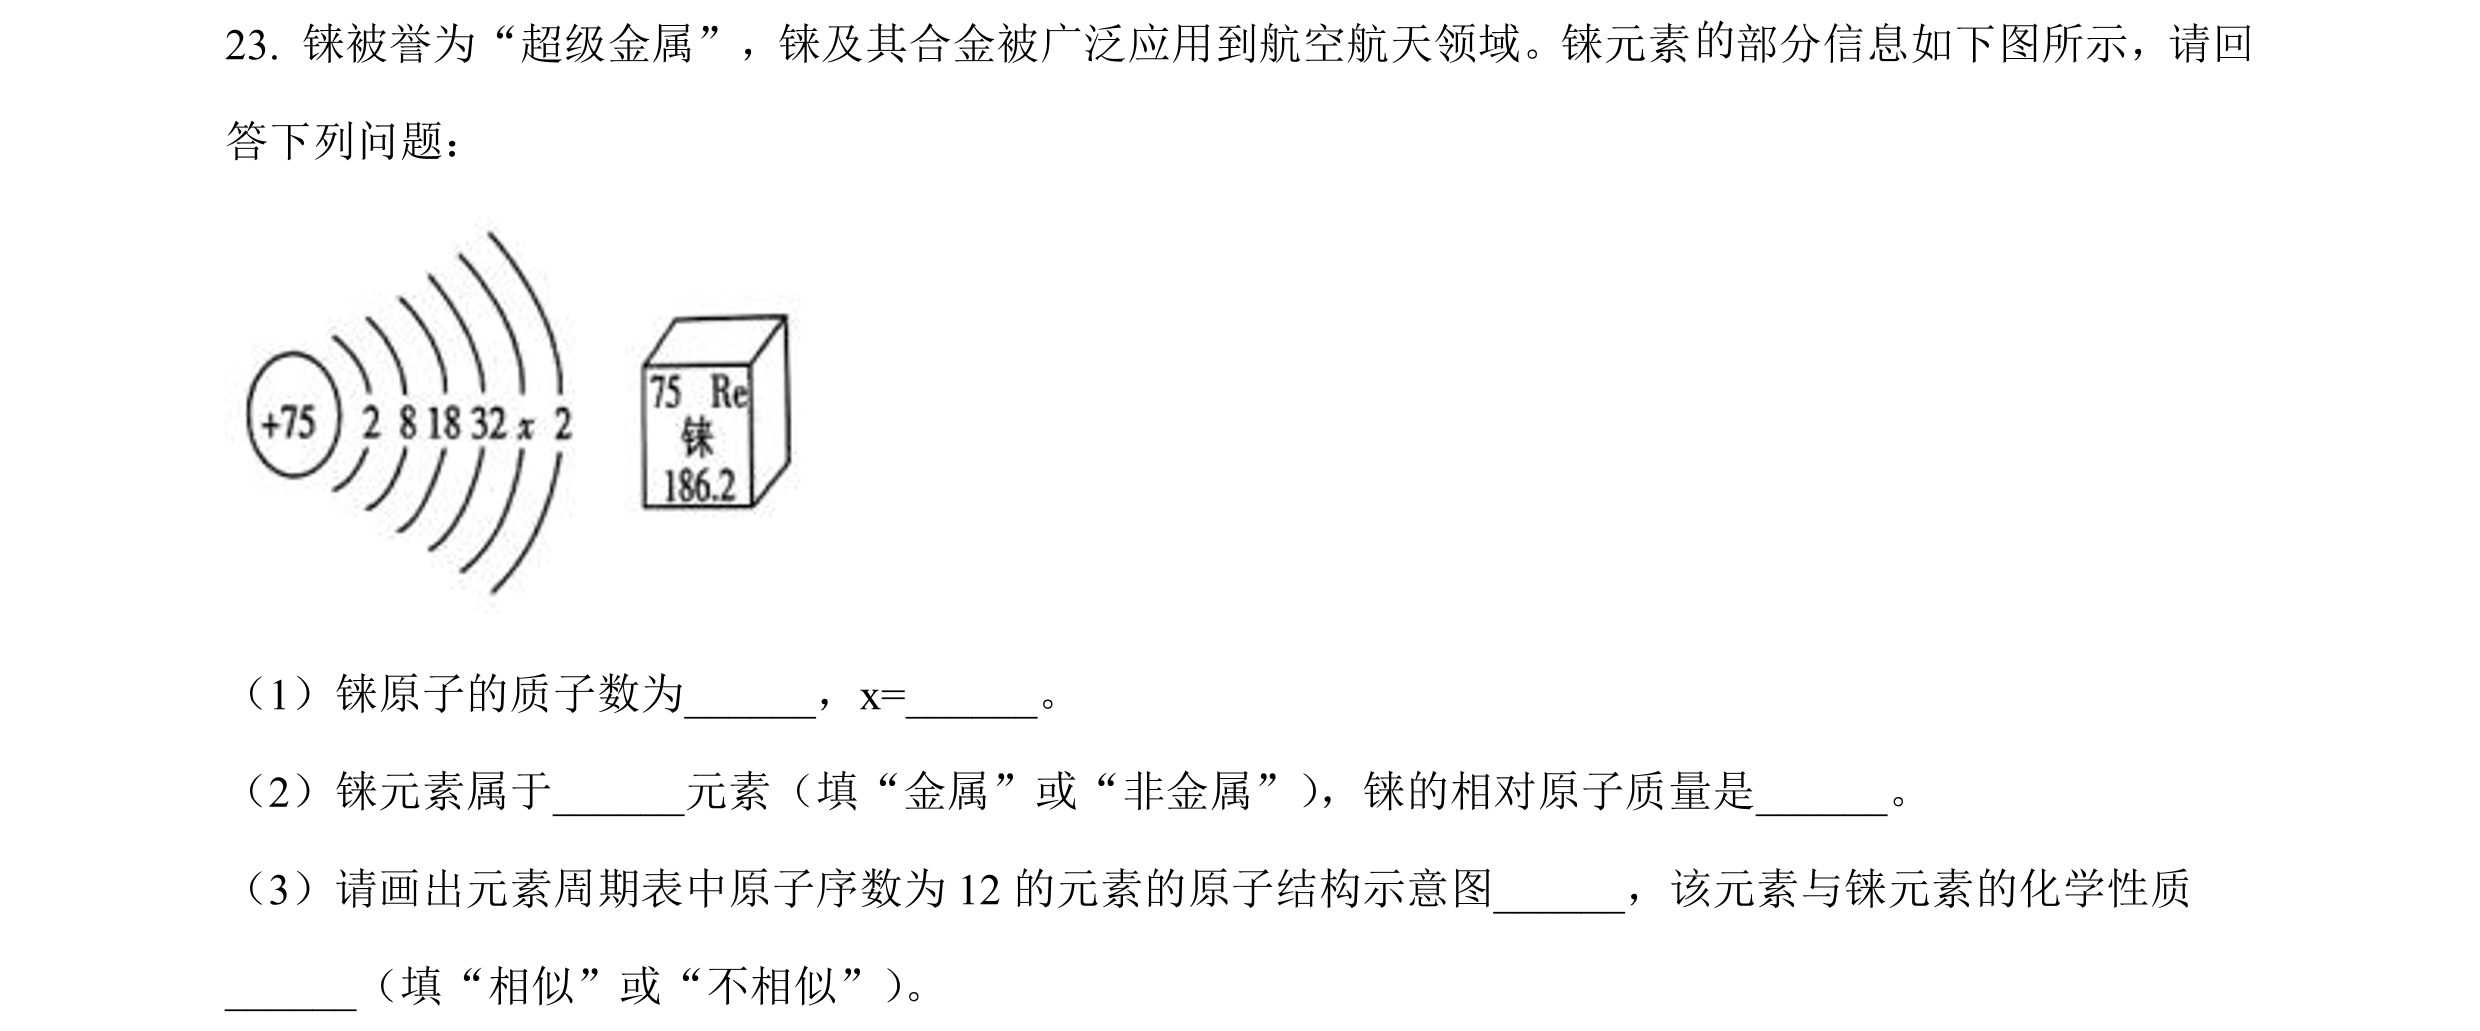 23. 铼被誉为“超级金属”，铼及其合金被广泛应用到航空航天领域。铼元素的部分信息如下图所示，请回
答下列问题：
+75 2 8 18 32 x 2
75 Re
铼
186.2
（1）铼原子的质子数为______，x=______。
（2）铼元素属于______元素（填“金属”或“非金属”），铼的相对原子质量是______。
（3）请画出元素周期表中原子序数为 12 的元素的原子结构示意图______，该元素与铼元素的化学性质
______（填“相似”或“不相似”）。